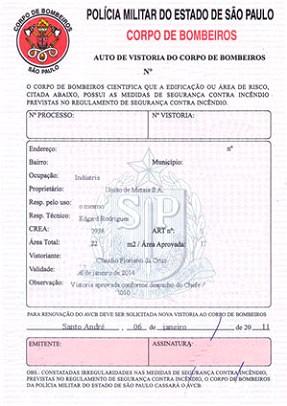 CORPO DE BOMBEIROS
SÃO PAULO
POLÍCIA MILITAR DO ESTADO DE SÃO PAULO
CORPO DE BOMBEIROS
AUTO DE VISTORIA DO CORPO DE BOMBEIROS
Nº
O CORPO DE BOMBEIROS CIENTIFICA QUE A EDIFICAÇÃO OU ÁREA DE RISCO,
CITADA ABAIXO, POSSUI AS MEDIDAS DE SEGURANÇA CONTRA INCÊNDIO
PREVISTAS NO REGULAMENTO DE SEGURANÇA CONTRA INCÊNDIO.
Nº PROCESSO: Nº VISTORIA:
Endereço: nº
Bairro: Município:
Ocupação: Indústria
Proprietário: de Metais S A.
Resp. pelo uso: o mesmo
Resp. Técnico: Edgard Rodrigues
CREA: ART nº:
Área Total: m2 / Área Aprovada:
Vistoriante: Claudio da Cruz
Validade: de janeiro de 2014
Observação: Vistoria aprovada conforme despacho do Chefe /
PARA RENOVAÇÃO DO AVCB DEVE SER SOLICITADA NOVA VISTORIA AO CORPO DE BOMBEIROS
Santo André , 06 de janeiro de 20 11
EMITENTE: ASSINATURA:
OBS.: CONSTATADAS IRREGULARIDADES NAS MEDIDAS DE SEGURANÇA CONTRA INCÊNDIO,
PREVISTAS NO REGULAMENTO DE SEGURANÇA CONTRA INCÊNDIO, O CORPO DE BOMBEIROS
DA POLÍCIA MILITAR DO ESTADO DE SÃO PAULO CASSARÁ O AVCB.